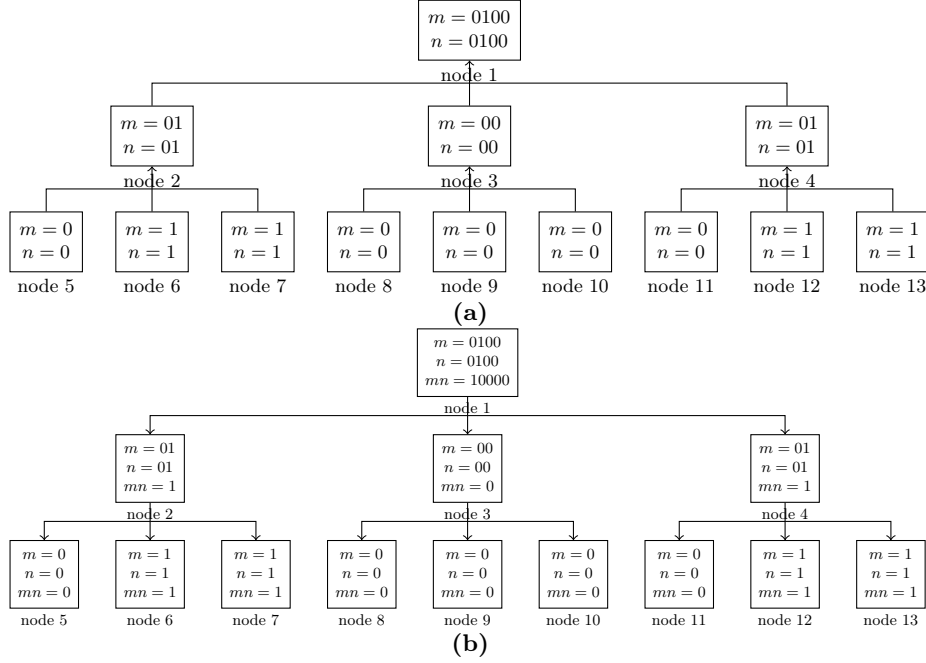 m = 0100
n = 0100
node 1
m = 01
n = 01
node 2
m = 00
n = 00
node 3
m = 01
n = 01
node 4
m = 0
n = 0
node 5
m = 1
n = 1
node 6
m = 1
n = 1
node 7
m = 0
n = 0
node 8
m = 0
n = 0
node 9
m = 0
n = 0
node 10
m = 0
n = 0
node 11
m = 1
n = 1
node 12
m = 1
n = 1
node 13
(a)
m = 0100
n = 0100
mn = 10000
node 1
m = 01
n = 01
mn = 1
node 2
m = 00
n = 00
mn = 0
node 3
m = 01
n = 01
mn = 1
node 4
m = 0
n = 0
mn = 0
node 5
m = 1
n = 1
mn = 1
node 6
m = 1
n = 1
mn = 1
node 7
m = 0
n = 0
mn = 0
node 8
m = 0
n = 0
mn = 0
node 9
m = 0
n = 0
mn = 0
node 10
m = 0
n = 0
mn = 0
node 11
m = 1
n = 1
mn = 1
node 12
m = 1
n = 1
mn = 1
node 13
(b)